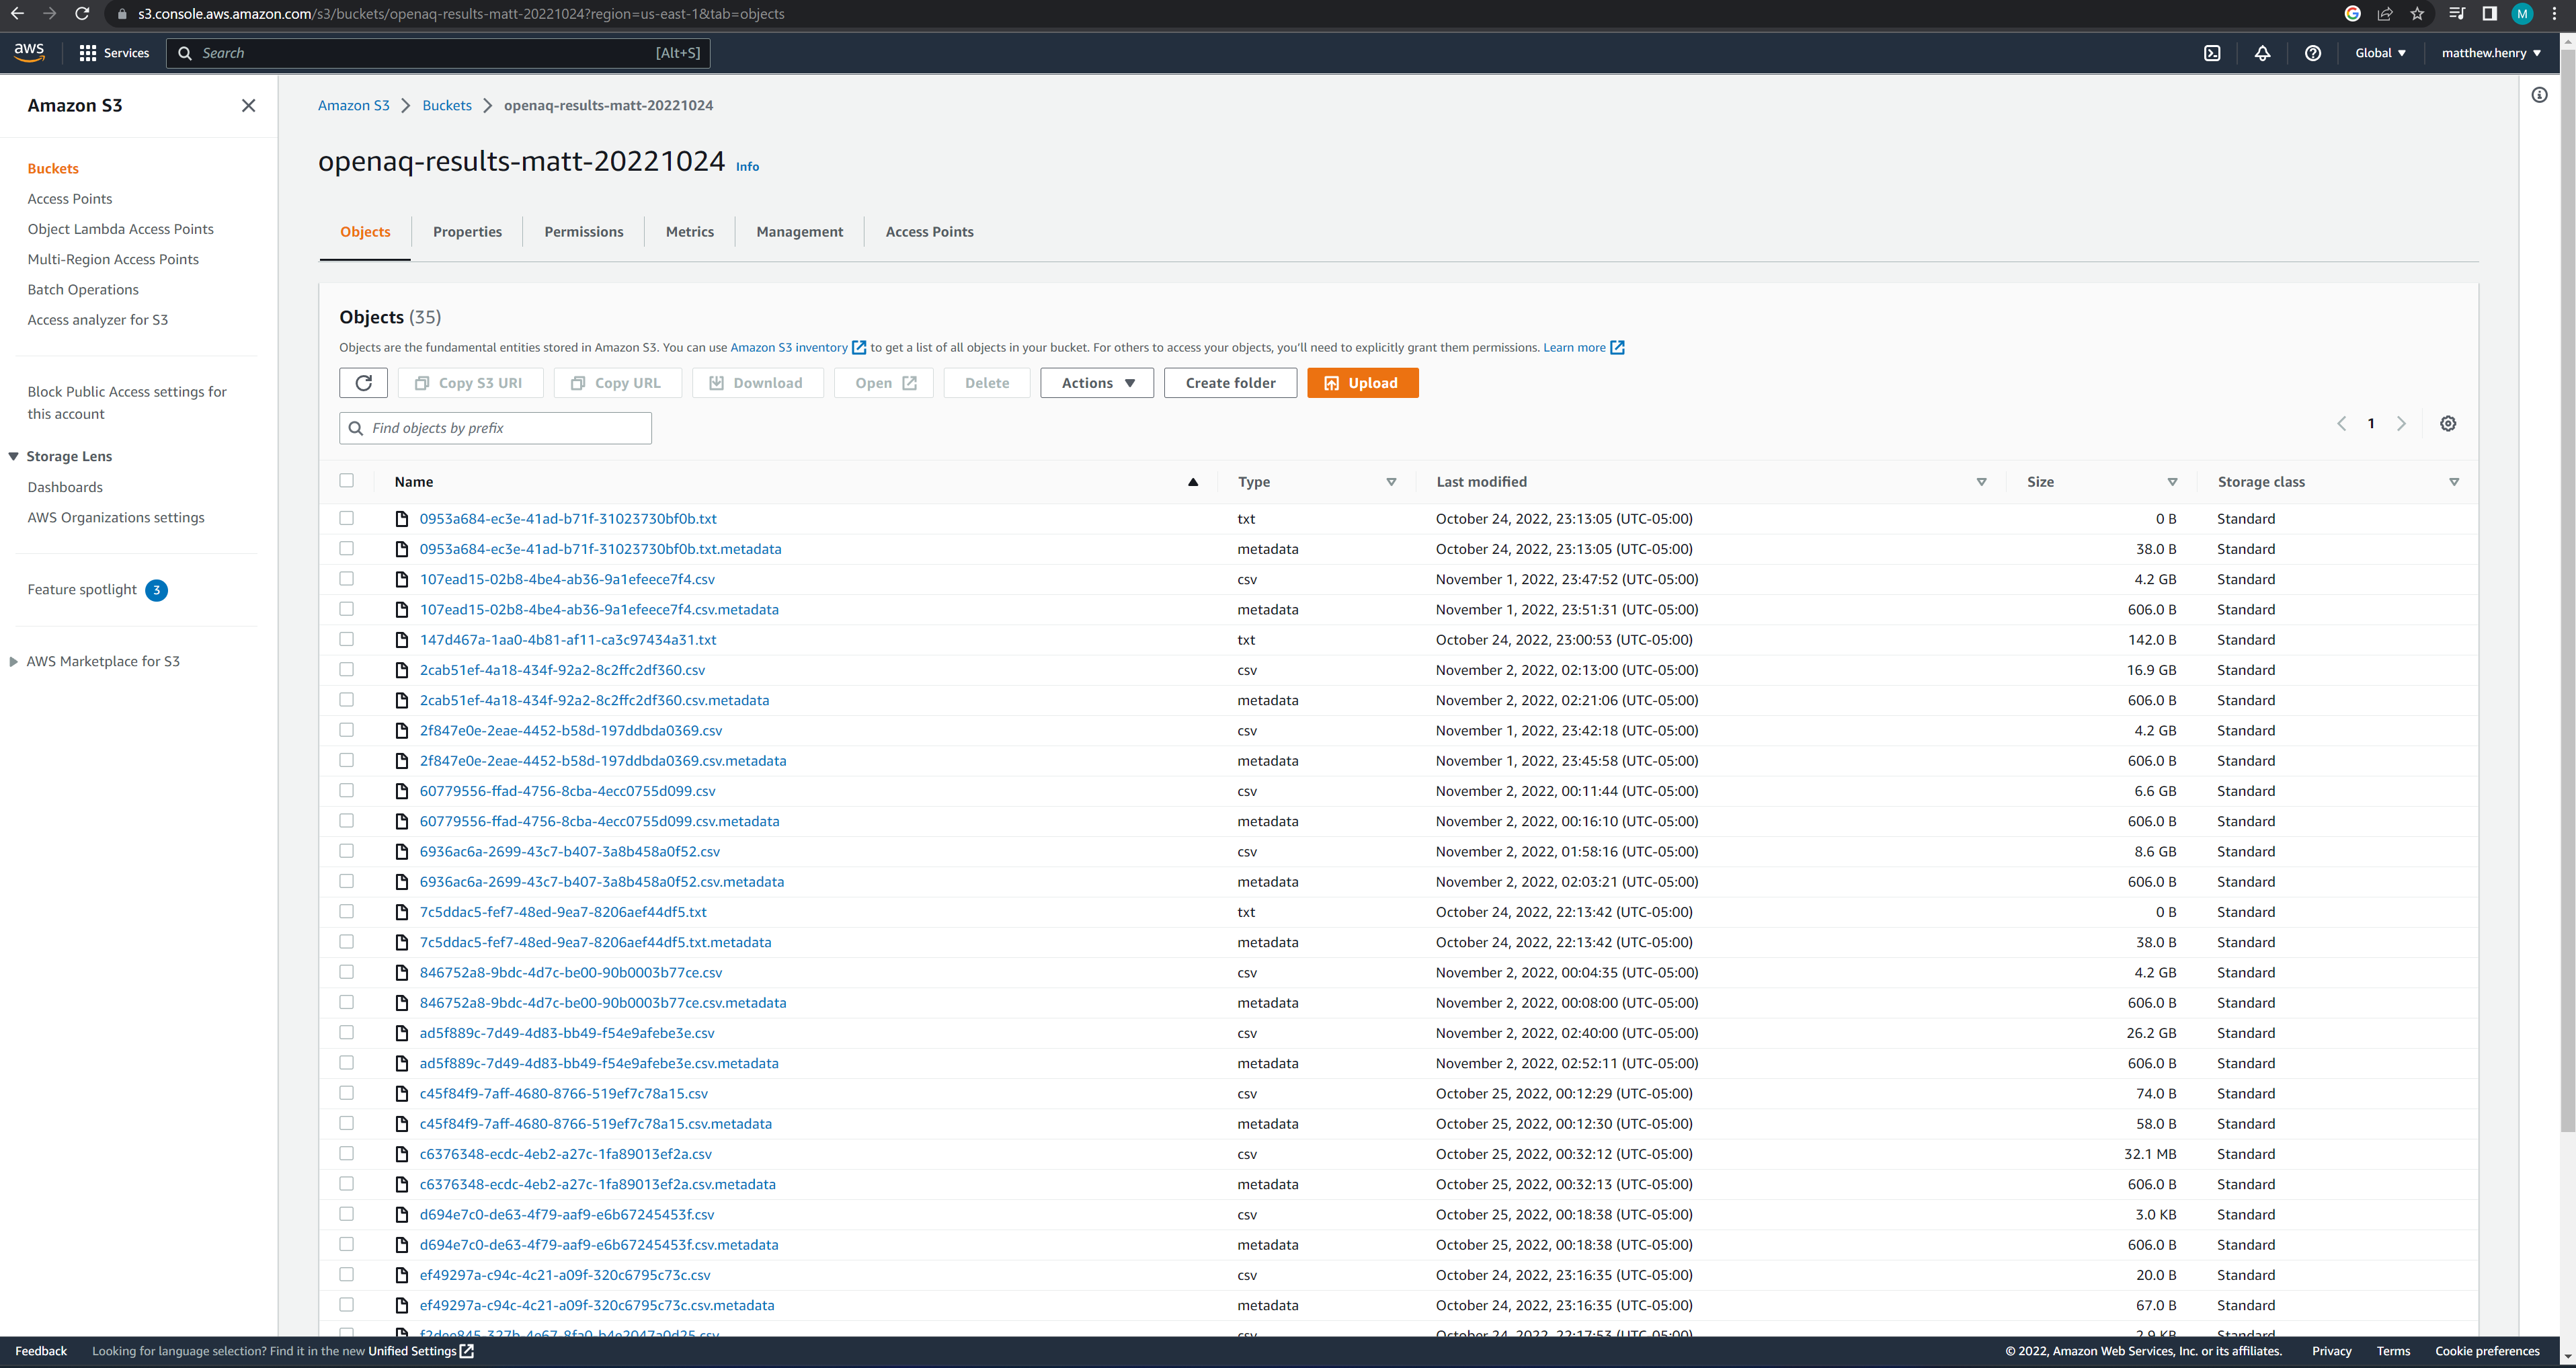 s3.console.aws.amazon.com/s3/buckets/openaq-results-matt-20221024?region=us-east-1&tab=objects
M
aws Services Search [Alt+S] Global matthew.henry
Amazon S3
Buckets
Access Points
Object Lambda Access Points
Multi-Region Access Points
Batch Operations
Access analyzer for S3
Block Public Access settings for
this account
Storage Lens
Dashboards
AWS Organizations settings
Feature spotlight 3
AWS Marketplace for S3
Amazon S3 Buckets openaq-results-matt-20221024
openaq-results-matt-20221024 Info
Objects Properties Permissions Metrics Management Access Points
Objects (35)
Objects are the fundamental entities stored in Amazon S3. You can use Amazon S3 inventory to get a list of all objects in your bucket. For others to access your objects, you'll need to explicitly grant them permissions. Learn more
Copy S3 URI Copy URL Download Open Delete Actions Create folder Upload
Find objects by prefix 1
Name Type Last modified Size Storage class
0953a684-ec3e-41ad-b71f-31023730bf0b.txt txt October 24, 2022, 23:13:05 (UTC-05:00) 0 B Standard
0953a684-ec3e-41ad-b71f-31023730bf0b.txt.metadata metadata October 24, 2022, 23:13:05 (UTC-05:00) 38.0 B Standard
107ead15-02b8-4be4-ab36-9a1efeece7f4.csv csv November 1, 2022, 23:47:52 (UTC-05:00) 4.2 GB Standard
107ead15-02b8-4be4-ab36-9a1efeece7f4.csv.metadata metadata November 1, 2022, 23:51:31 (UTC-05:00) 606.0 B Standard
147d467a-1aa0-4b81-af11-ca3c97434a31.txt txt October 24, 2022, 23:00:53 (UTC-05:00) 142.0 B Standard
2cab51ef-4a18-434f-92a2-8c2ffc2df360.csv csv November 2, 2022, 02:13:00 (UTC-05:00) 16.9 GB Standard
2cab51ef-4a18-434f-92a2-8c2ffc2df360.csv.metadata metadata November 2, 2022, 02:21:06 (UTC-05:00) 606.0 B Standard
2f847e0e-2eae-4452-b58d-197ddbda0369.csv csv November 1, 2022, 23:42:18 (UTC-05:00) 4.2 GB Standard
2f847e0e-2eae-4452-b58d-197ddbda0369.csv.metadata metadata November 1, 2022, 23:45:58 (UTC-05:00) 606.0 B Standard
60779556-ffad-4756-8cba-4ecc0755d099.csv csv November 2, 2022, 00:11:44 (UTC-05:00) 6.6 GB Standard
60779556-ffad-4756-8cba-4ecc0755d099.csv.metadata metadata November 2, 2022, 00:16:10 (UTC-05:00) 606.0 B Standard
6936ac6a-2699-43c7-b407-3a8b458a0f52.csv csv November 2, 2022, 01:58:16 (UTC-05:00) 8.6 GB Standard
6936ac6a-2699-43c7-b407-3a8b458a0f52.csv.metadata metadata November 2, 2022, 02:03:21 (UTC-05:00) 606.0 B Standard
7c5ddac5-fef7-48ed-9ea7-8206aef44df5.txt txt October 24, 2022, 22:13:42 (UTC-05:00) 0 B Standard
7c5ddac5-fef7-48ed-9ea7-8206aef44df5.txt.metadata metadata October 24, 2022, 22:13:42 (UTC-05:00) 38.0 B Standard
846752a8-9bdc-4d7c-be00-90b0003b77ce.csv csv November 2, 2022, 00:04:35 (UTC-05:00) 4.2 GB Standard
846752a8-9bdc-4d7c-be00-90b0003b77ce.csv.metadata metadata November 2, 2022, 00:08:00 (UTC-05:00) 606.0 B Standard
ad5f889c-7d49-4d83-bb49-f54e9afebe3e.csv csv November 2, 2022, 02:40:00 (UTC-05:00) 26.2 GB Standard
ad5f889c-7d49-4d83-bb49-f54e9afebe3e.csv.metadata metadata November 2, 2022, 02:52:11 (UTC-05:00) 606.0 B Standard
c45f84f9-7aff-4680-8766-519ef7c78a15.csv csv October 25, 2022, 00:12:29 (UTC-05:00) 74.0 B Standard
c45f84f9-7aff-4680-8766-519ef7c78a15.csv.metadata metadata October 25, 2022, 00:12:30 (UTC-05:00) 58.0 B Standard
c6376348-ecdc-4eb2-a27c-1fa89013ef2a.csv csv October 25, 2022, 00:32:12 (UTC-05:00) 32.1 MB Standard
c6376348-ecdc-4eb2-a27c-1fa89013ef2a.csv.metadata metadata October 25, 2022, 00:32:13 (UTC-05:00) 606.0 B Standard
d694e7c0-de63-4f79-aaf9-e6b67245453f.csv csv October 25, 2022, 00:18:38 (UTC-05:00) 3.0 KB Standard
d694e7c0-de63-4f79-aaf9-e6b67245453f.csv.metadata metadata October 25, 2022, 00:18:38 (UTC-05:00) 606.0 B Standard
ef49297a-c94c-4c21-a09f-320c6795c73c.csv csv October 24, 2022, 23:16:35 (UTC-05:00) 20.0 B Standard
ef49297a-c94c-4c21-a09f-320c6795c73c.csv.metadata metadata October 24, 2022, 23:16:35 (UTC-05:00) 67.0 B Standard
csv October 24, 2022, 22:17:53 (UTC-05:00) 2.9 KB Standard
Feedback Looking for language selection? Find it in the new Unified Settings © 2022, Amazon Web Services, Inc. or its affiliates. Privacy Terms Cookie preferences